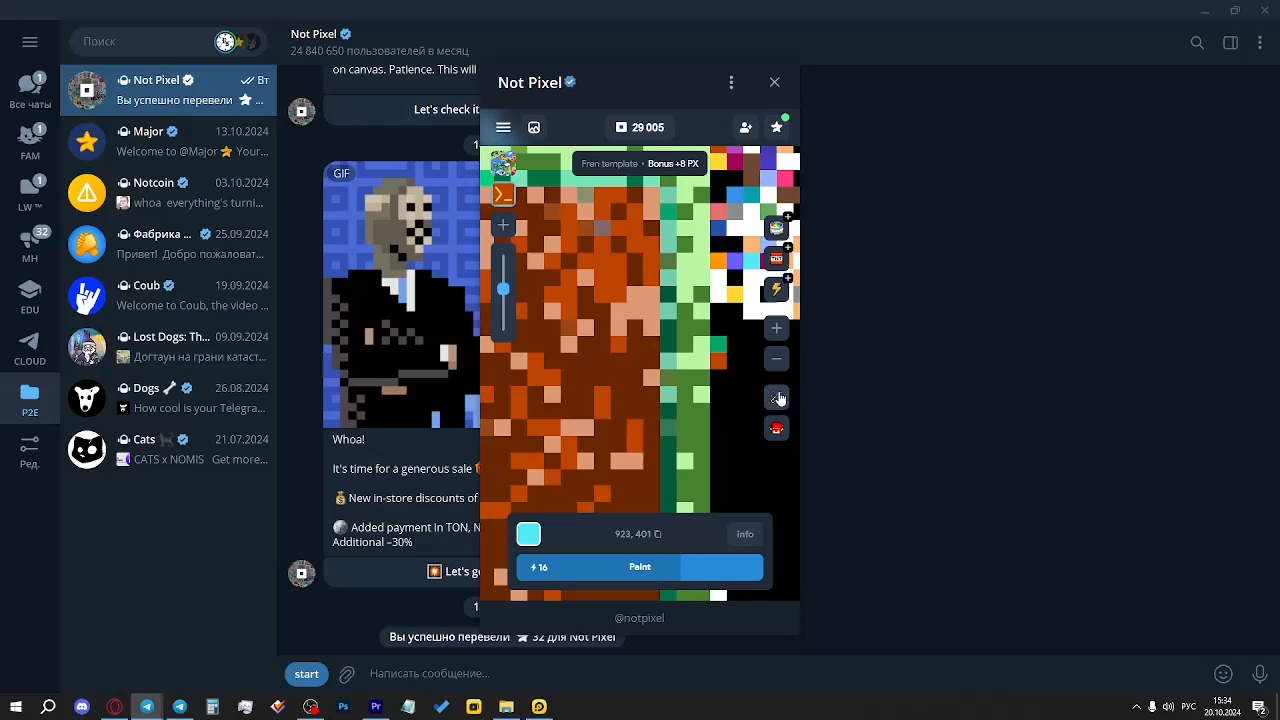 Поиск
Все чаты
1
FAM
1
LW ™
1
МН
32
EDU
CLOUD
P2E
Ред.
Not Pixel
Вт
Вы успешно перевели ⭐ ...
Major
13.10.2024
Welcome to @Major ⭐ Your...
Notcoin
03.10.2024
whoa everything's turni...
Фабрика ...
25.09.2024
Привет! Добро пожаловат...
Coub
19.09.2024
Welcome to Coub, the video ...
Lost Dogs: Th...
09.09.2024
Догтаун на грани катаст...
Dogs 🦴
26.08.2024
How cool is your Telegra...
Cats 🐈‍⬛
21.07.2024
CATS x NOMIS Get more...
Not Pixel
24 840 650 пользователей в месяц
on canvas. Patience. This will
Let's check it
GIF
Whoa!
It's time for a generous sale
💰 New in-store discounts of
Added payment in TON, N
Additional –30%
Let's g
Вы успешно перевели ⭐ 32 для Not Pixel
start
Написать сообщение...
Not Pixel
29 005
Fren template • Bonus +8 PX
923, 401
info
16
Paint
@notpixel
РУС
15:34
20.10.2024